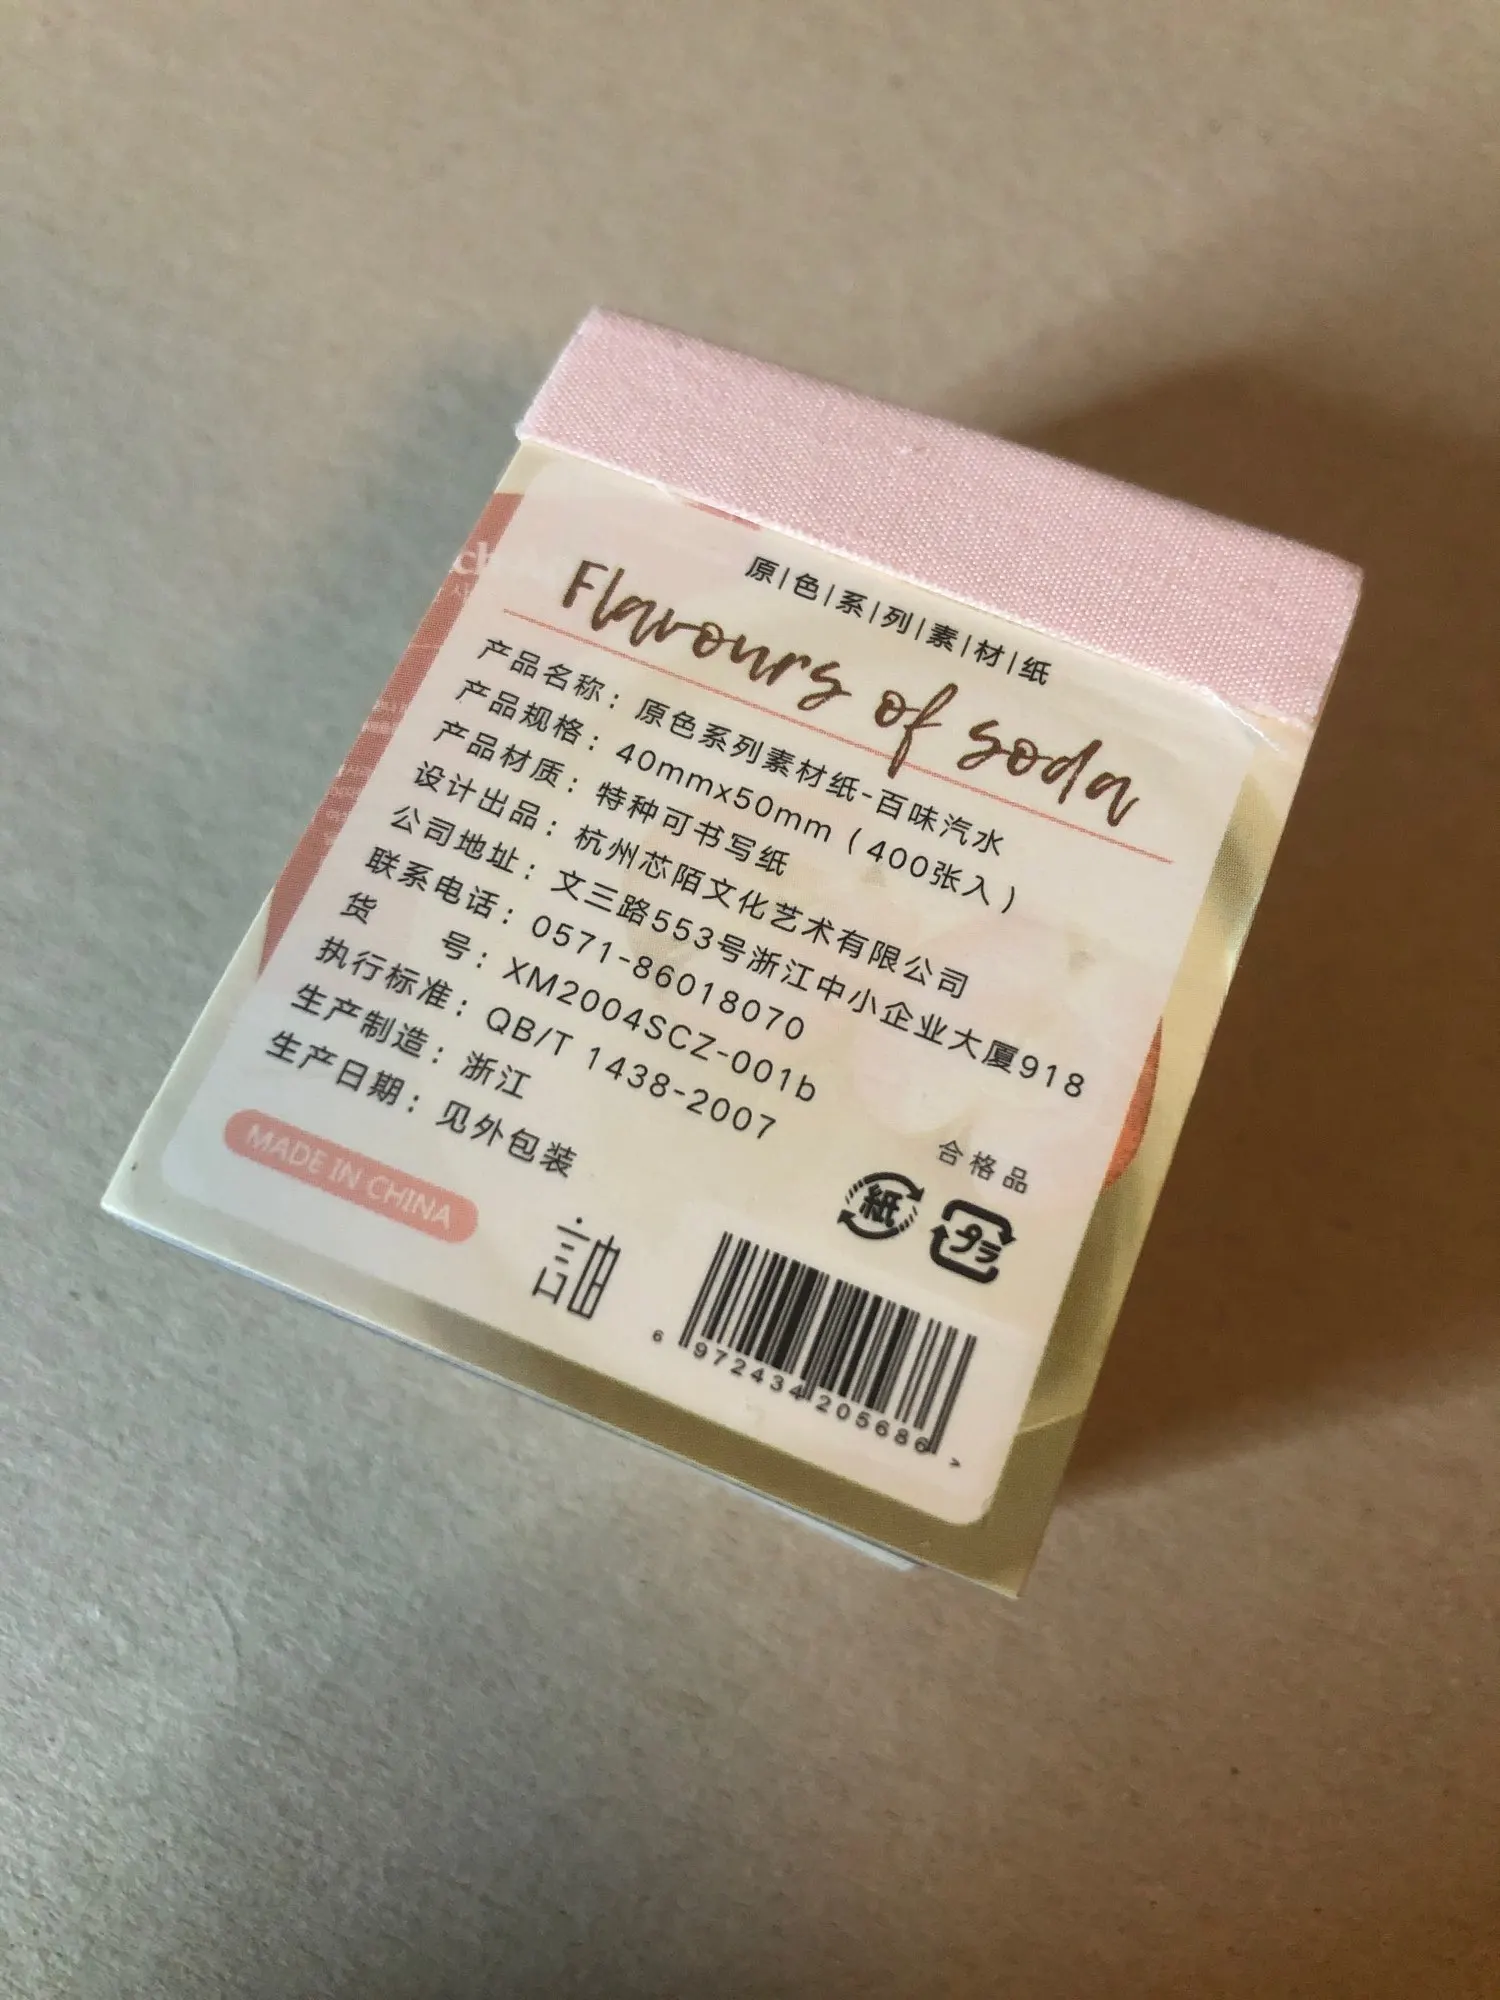 原|色|系|列|素|材|纸
Flavours of soda
产品名称：原色系列素材纸-百味汽水
产品规格：40mmx50mm（400张入）
产品材质：特种可书写纸
设计出品：杭州芯陌文化艺术有限公司
公司地址：文三路553号浙江中小企业大厦918
联系电话：0571-86018070
货 号：XM2004SCZ-001b
执行标准：QB/T 1438-2007
生产制造：浙江
生产日期：见外包装
MADE IN CHINA
合格品
紙
プラ
6 972434 205686 >